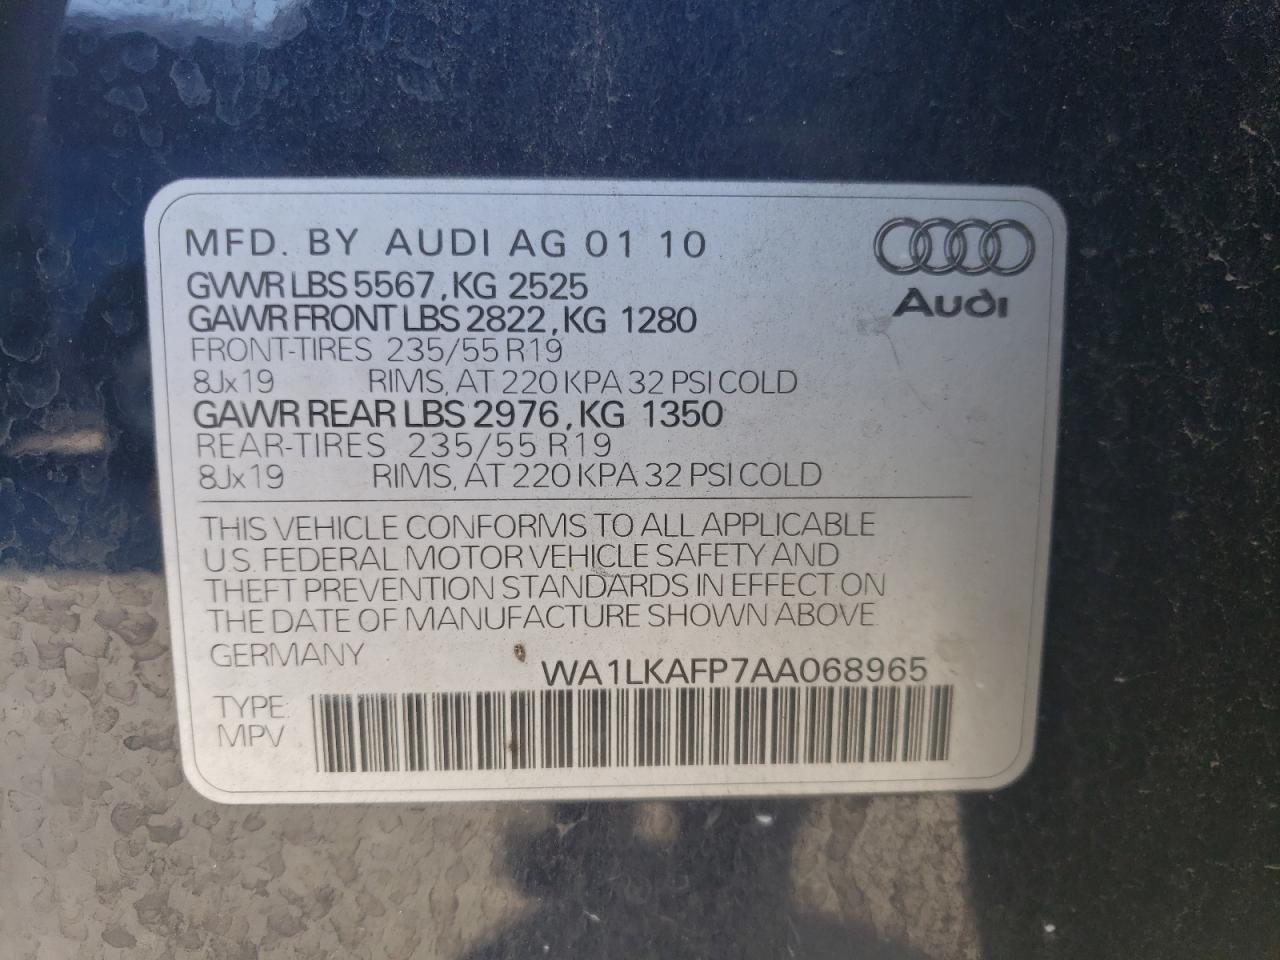 MFD. BY AUDI AG 01 10
Audi
GVWR LBS 5567, KG 2525
GAWR FRONT LBS 2822, KG 1280
FRONT-TIRES 235/55 R19
8Jx19 RIMS, AT 220 KPA 32 PSI COLD
GAWR REAR LBS 2976, KG 1350
REAR-TIRES 235/55 R19
8Jx19 RIMS, AT 220 KPA 32 PSI COLD
THIS VEHICLE CONFORMS TO ALL APPLICABLE
U.S. FEDERAL MOTOR VEHICLE SAFETY AND
THEFT PREVENTION STANDARDS IN EFFECT ON
THE DATE OF MANUFACTURE SHOWN ABOVE
GERMANY
WA1LKAFP7AA068965
TYPE:
MPV